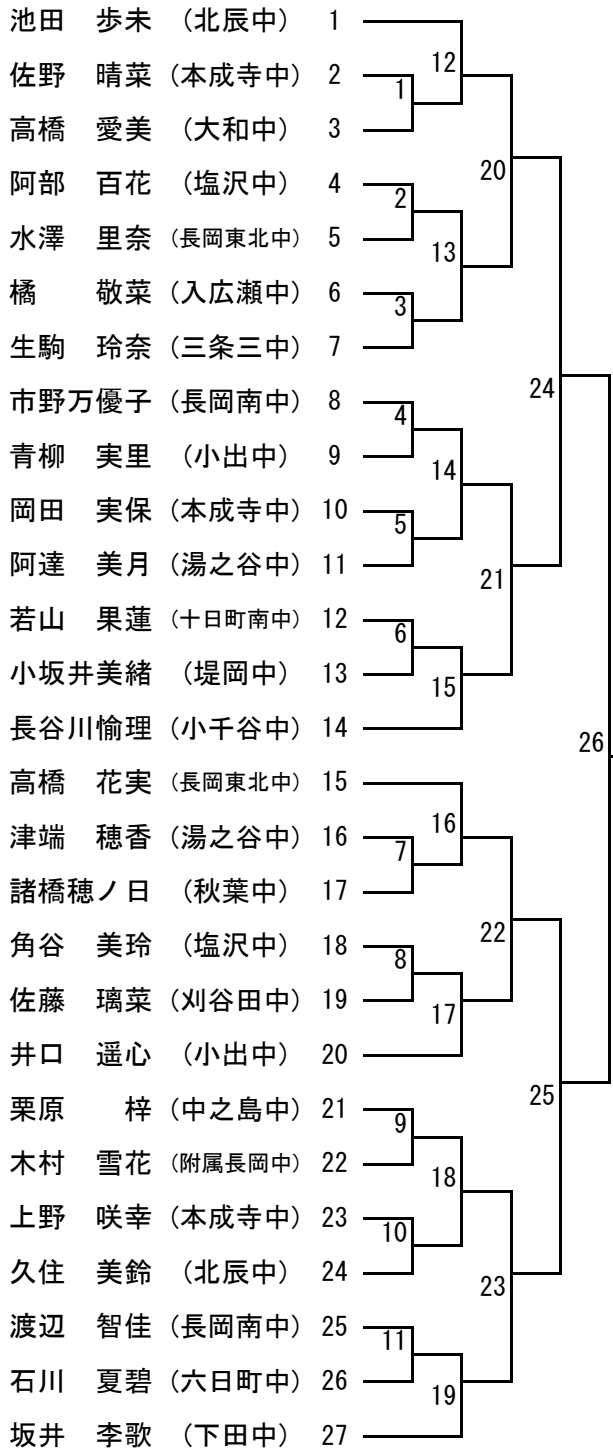 池田 歩未 (北辰中) 1
12
佐野 晴菜 (本成寺中) 2
1
高橋 愛美 (大和中) 3
20
阿部 百花 (塩沢中) 4
2
水澤 里奈 (長岡東北中) 5
13
橘 敬菜 (入広瀬中) 6
3
生駒 玲奈 (三条三中) 7
24
市野万優子 (長岡南中) 8
4
青柳 実里 (小出中) 9
14
岡田 実保 (本成寺中) 10
5
阿達 美月 (湯之谷中) 11
21
若山 果蓮 (十日町南中) 12
6
小坂井美緒 (堤岡中) 13
15
長谷川愉理 (小千谷中) 14
26
高橋 花実 (長岡東北中) 15
16
津端 穂香 (湯之谷中) 16
7
諸橋穂ノ日 (秋葉中) 17
22
角谷 美玲 (塩沢中) 18
8
佐藤 璃菜 (刈谷田中) 19
17
井口 遥心 (小出中) 20
25
栗原 梓 (中之島中) 21
9
木村 雪花 (附属長岡中) 22
18
上野 咲幸 (本成寺中) 23
10
久住 美鈴 (北辰中) 24
23
渡辺 智佳 (長岡南中) 25
11
石川 夏碧 (六日町中) 26
19
坂井 李歌 (下田中) 27